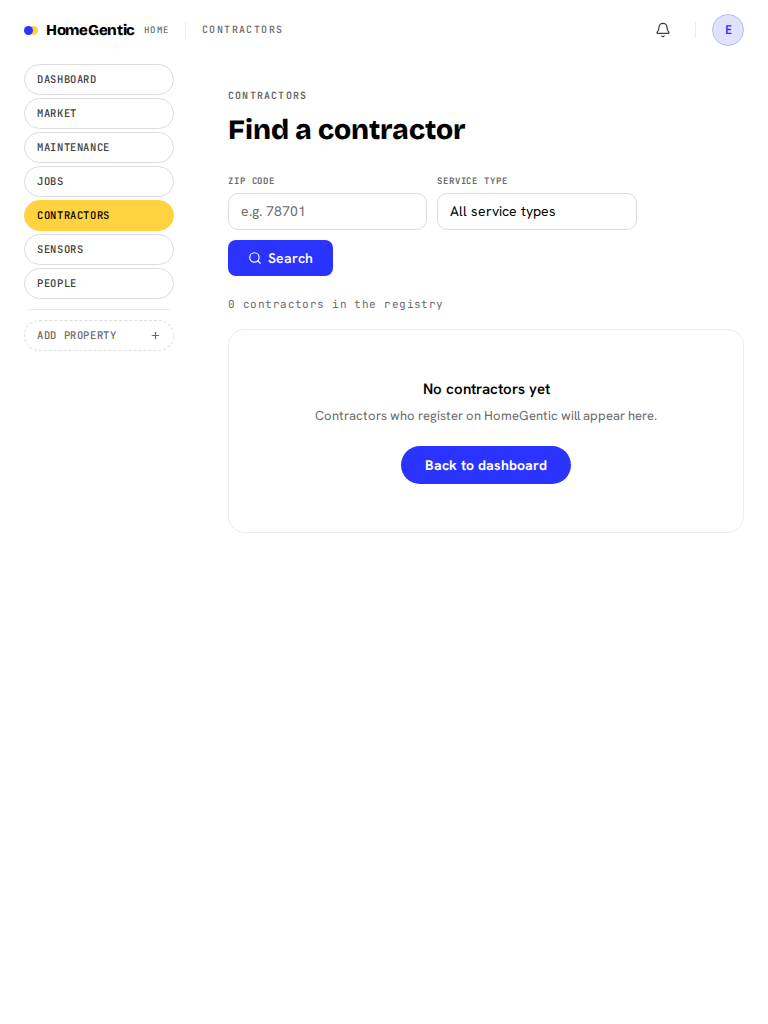 HomeGentic HOME CONTRACTORS E
DASHBOARD
MARKET
MAINTENANCE
JOBS
CONTRACTORS
SENSORS
PEOPLE
ADD PROPERTY +
CONTRACTORS
Find a contractor
ZIP CODE SERVICE TYPE
e.g. 78701 All service types
Search
0 contractors in the registry
No contractors yet
Contractors who register on HomeGentic will appear here.
Back to dashboard